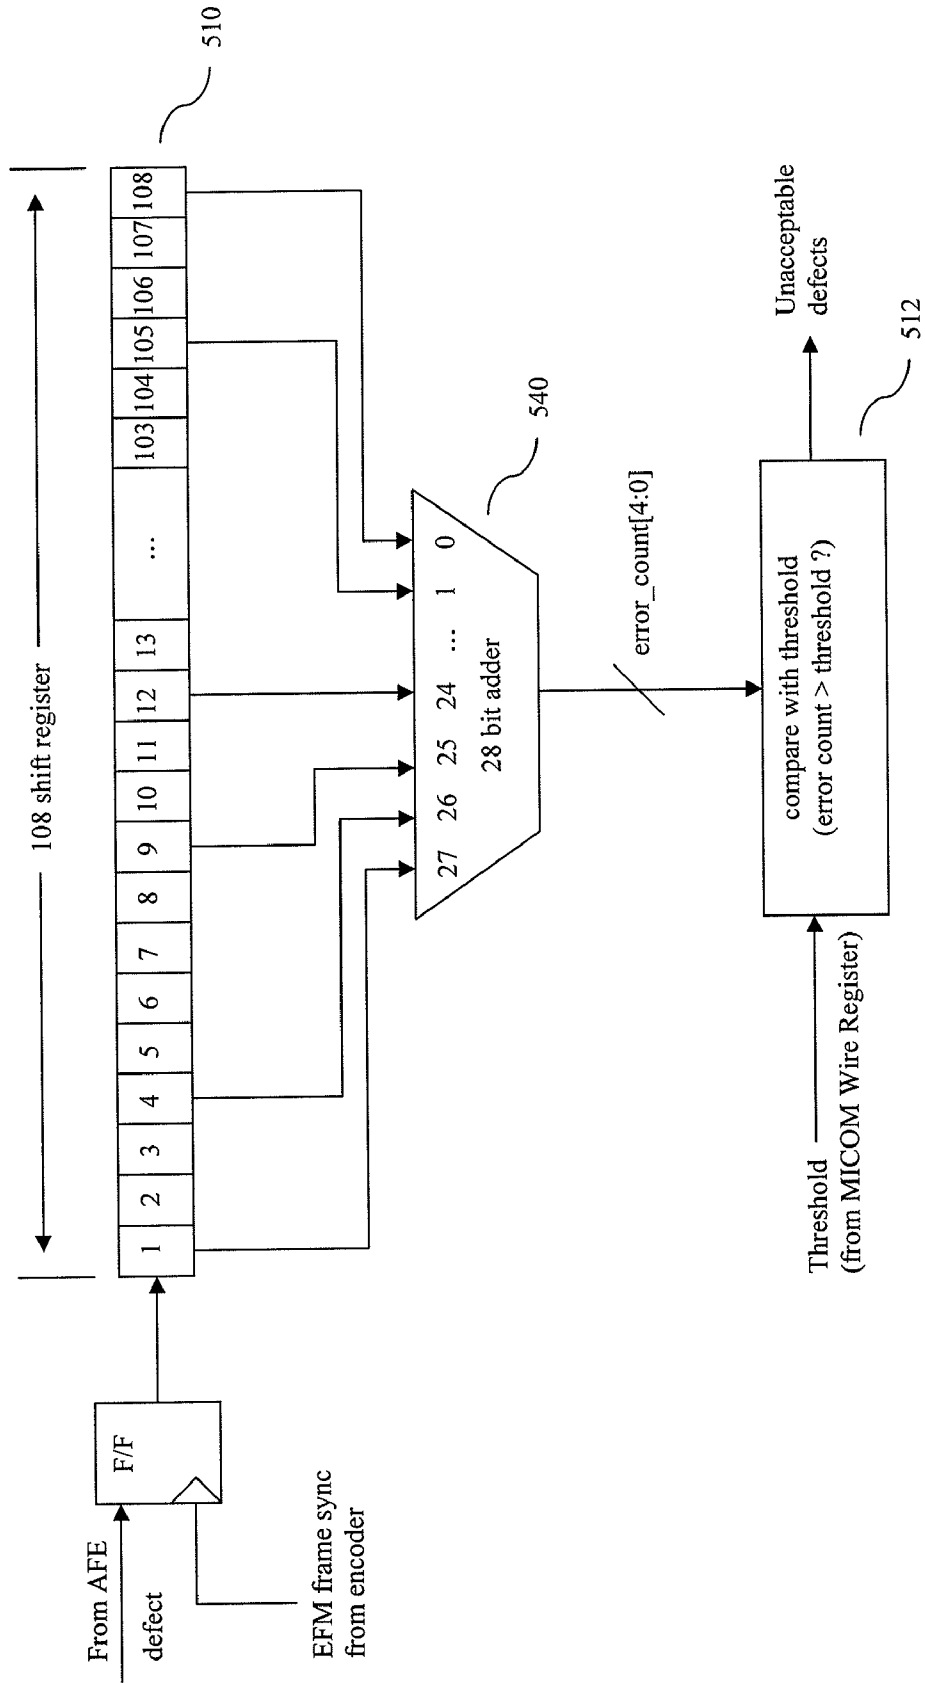 108 shift register
510
1 2 3 4 5 6 7 8 9 10 11 12 13 ... 103 104 105 106 107 108
From AFE
defect
F/F
EFM frame sync
from encoder
27 26 25 24 ... 1 0
28 bit adder
540
error_count[4:0]
Threshold
(from MICOM Wire Register)
compare with threshold
(error count > threshold ?)
Unacceptable
defects
512